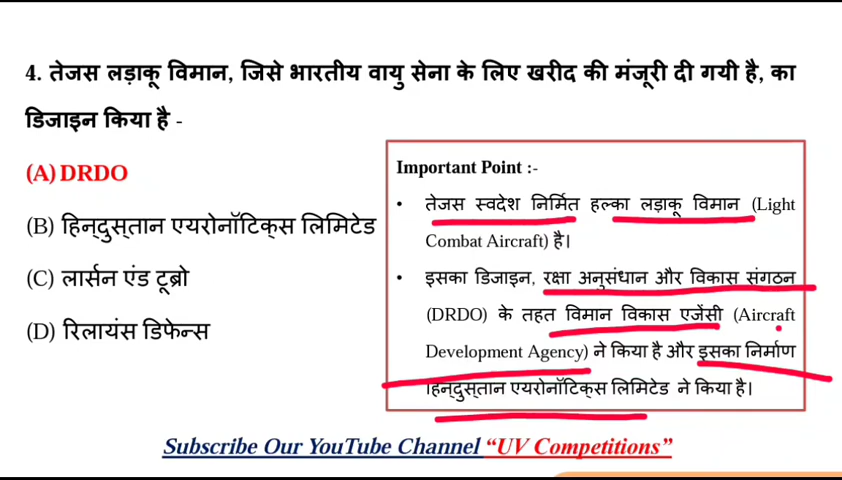 4. तेजस लड़ाकू विमान, जिसे भारतीय वायु सेना के लिए खरीद की मंजूरी दी गयी है, का
डिजाइन किया है -
(A) DRDO
(B) हिन्दुस्तान एयरोनॉटिक्स लिमिटेड
(C) लार्सन एंड टूब्रो
(D) रिलायंस डिफेन्स
Important Point :-
• तेजस स्वदेश निर्मित हल्का लड़ाकू विमान (Light
Combat Aircraft) है।
• इसका डिजाइन, रक्षा अनुसंधान और विकास संगठन
(DRDO) के तहत विमान विकास एजेंसी (Aircraft
Development Agency) ने किया है और इसका निर्माण
हिन्दुस्तान एयरोनॉटिक्स लिमिटेड ने किया है।
Subscribe Our YouTube Channel “UV Competitions”